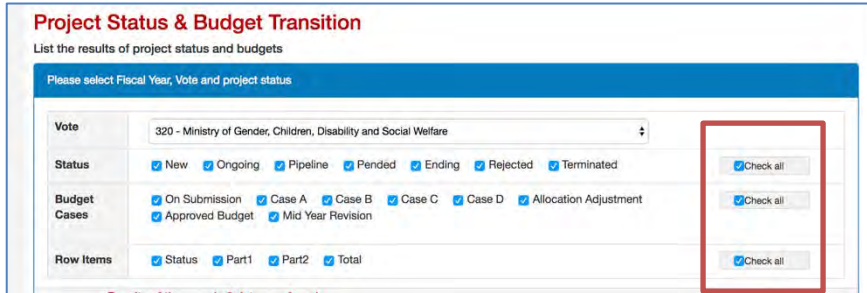 Project Status & Budget Transition
List the results of project status and budgets
Please select Fiscal Year, Vote and project status
Vote 320 - Ministry of Gender, Children, Disability and Social Welfare
Status New Ongoing Pipeline Pended Ending Rejected Terminated Check all
Budget Cases On Submission Case A Case B Case C Case D Allocation Adjustment Check all
Approved Budget Mid Year Revision
Row Items Status Part1 Part2 Total Check all